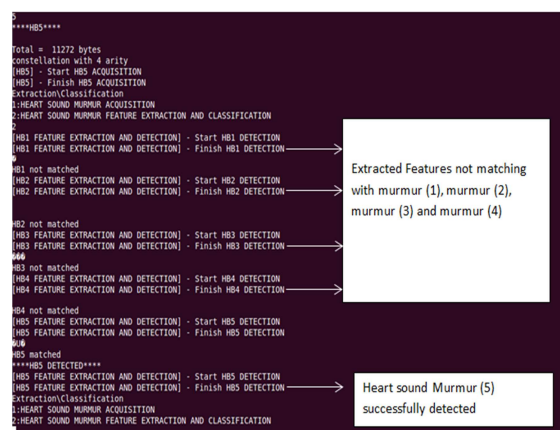 5
****HB5****
Total = 11272 bytes
constellation with 4 arity
[HB5] - Start HB5 ACQUISITION
[HB5] - Finish HB5 ACQUISITION
Extraction\Classification
1:HEART SOUND MURMUR ACQUISITION
2:HEART SOUND MURMUR FEATURE EXTRACTION AND CLASSIFICATION
2
[HB1 FEATURE EXTRACTION AND DETECTION] - Start HB1 DETECTION
[HB1 FEATURE EXTRACTION AND DETECTION] - Finish HB1 DETECTION
�
HB1 not matched
[HB2 FEATURE EXTRACTION AND DETECTION] - Start HB2 DETECTION
[HB2 FEATURE EXTRACTION AND DETECTION] - Finish HB2 DETECTION
HB2 not matched
[HB3 FEATURE EXTRACTION AND DETECTION] - Start HB3 DETECTION
[HB3 FEATURE EXTRACTION AND DETECTION] - Finish HB3 DETECTION
���
HB3 not matched
[HB4 FEATURE EXTRACTION AND DETECTION] - Start HB4 DETECTION
[HB4 FEATURE EXTRACTION AND DETECTION] - Finish HB4 DETECTION
HB4 not matched
[HB5 FEATURE EXTRACTION AND DETECTION] - Start HB5 DETECTION
[HB5 FEATURE EXTRACTION AND DETECTION] - Finish HB5 DETECTION
�U�
HB5 matched
****HB5 DETECTED****
[HB5 FEATURE EXTRACTION AND DETECTION] - Start HB5 DETECTION
[HB5 FEATURE EXTRACTION AND DETECTION] - Finish HB5 DETECTION
Extraction\Classification
1:HEART SOUND MURMUR ACQUISITION
2:HEART SOUND MURMUR FEATURE EXTRACTION AND CLASSIFICATION
Extracted Features not matching
with murmur (1), murmur (2),
murmur (3) and murmur (4)
Heart sound Murmur (5)
successfully detected